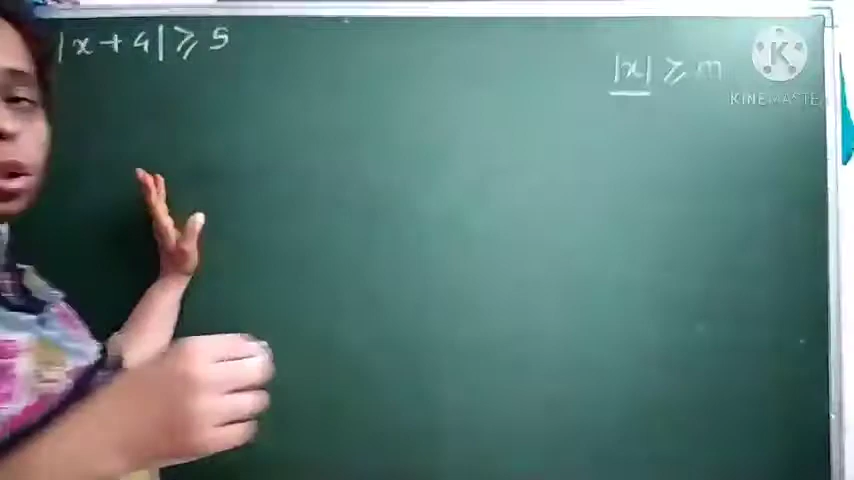 |x + 4| ≥ 5
|x| ≥ m
K
KINEMASTER